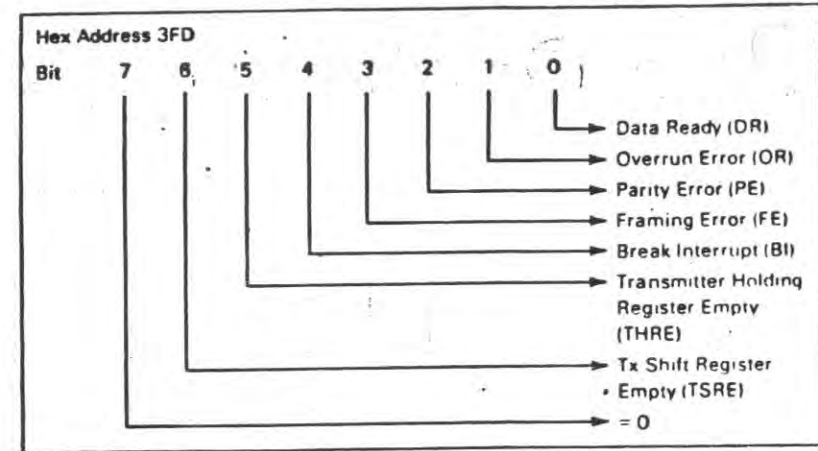 Hex Address 3FD
Bit 7 6 5 4 3 2 1 0
Data Ready (DR)
Overrun Error (OR)
Parity Error (PE)
Framing Error (FE)
Break Interrupt (BI)
Transmitter Holding
Register Empty
(THRE)
Tx Shift Register
Empty (TSRE)
= 0